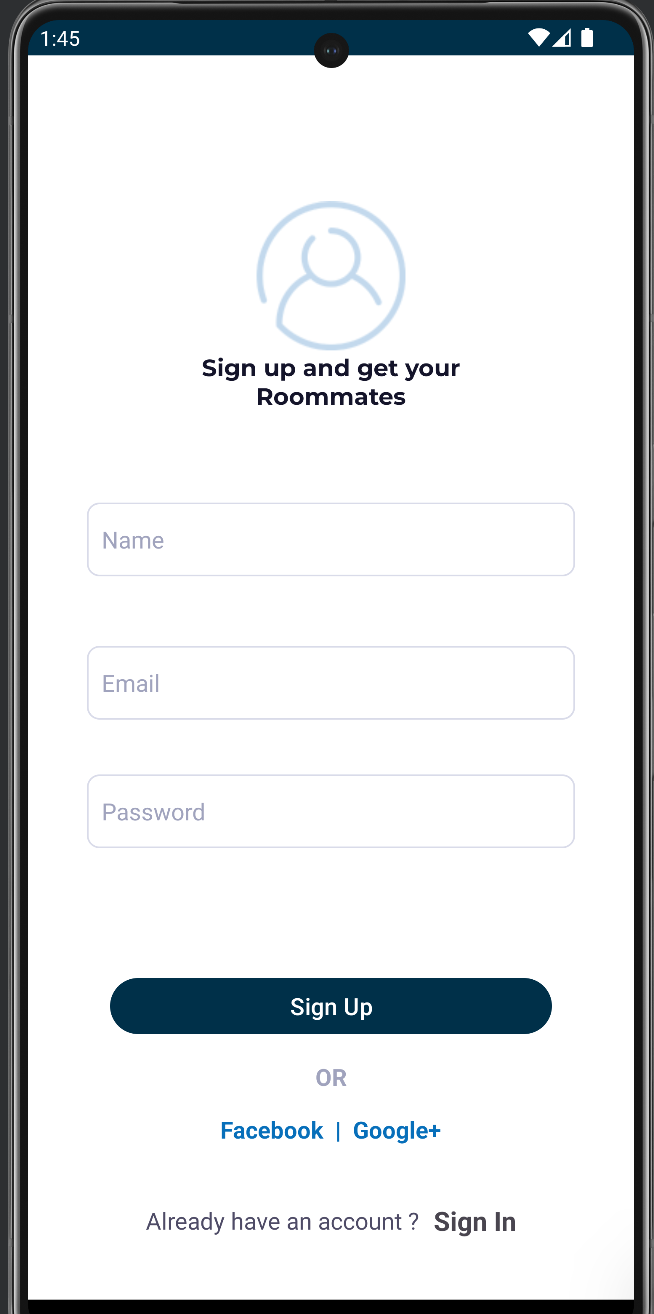 1:45
Sign up and get your
Roommates
Name
Email
Password
Sign Up
OR
Facebook | Google+
Already have an account ? Sign In